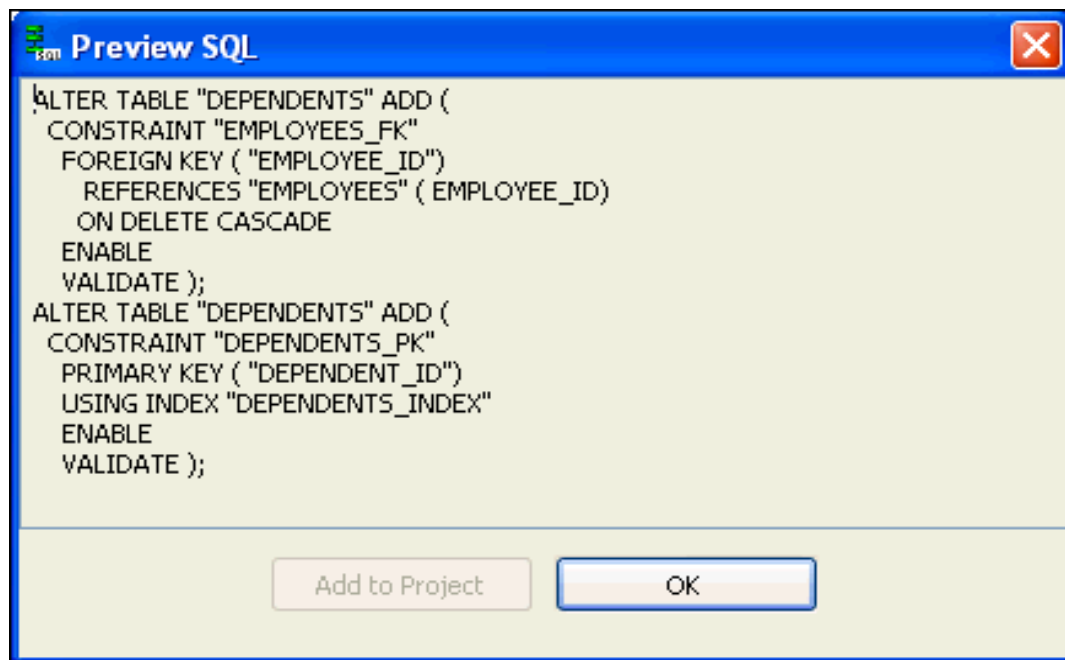 SQL Preview SQL
ALTER TABLE "DEPENDENTS" ADD (
CONSTRAINT "EMPLOYEES_FK"
FOREIGN KEY ( "EMPLOYEE_ID")
REFERENCES "EMPLOYEES" ( EMPLOYEE_ID)
ON DELETE CASCADE
ENABLE
VALIDATE );
ALTER TABLE "DEPENDENTS" ADD (
CONSTRAINT "DEPENDENTS_PK"
PRIMARY KEY ( "DEPENDENT_ID")
USING INDEX "DEPENDENTS_INDEX"
ENABLE
VALIDATE );
Add to Project OK